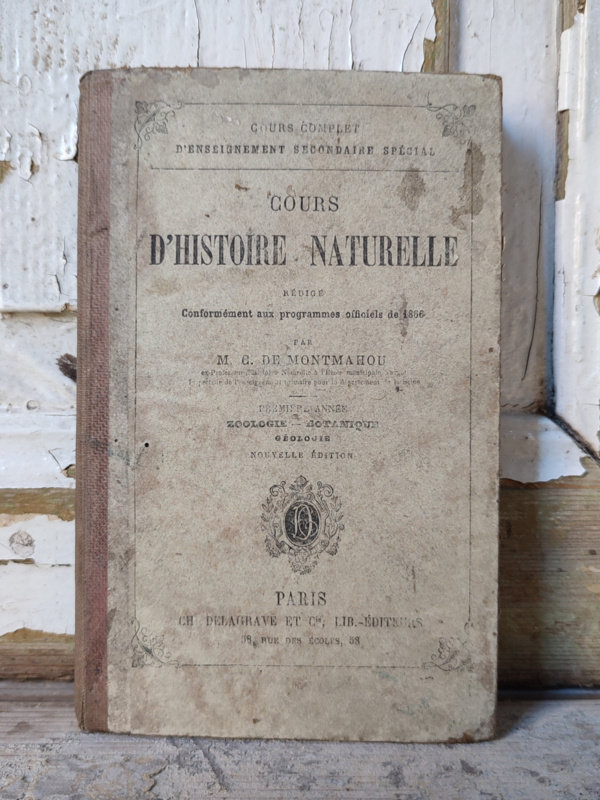 COURS COMPLET
D'ENSEIGNEMENT SECONDAIRE SPÉCIAL
COURS
D'HISTOIRE NATURELLE
RÉDIGÉ
Conformément aux programmes officiels de 1866
PAR
M. C. DE MONTMAHOU
PREMIÈRE ANNÉE
ZOOLOGIE — BOTANIQUE
GÉOLOGIE
NOUVELLE ÉDITION
PARIS
CH. DELAGRAVE ET Cie, LIB.-ÉDITEURS
58, RUE DES ÉCOLES, 58